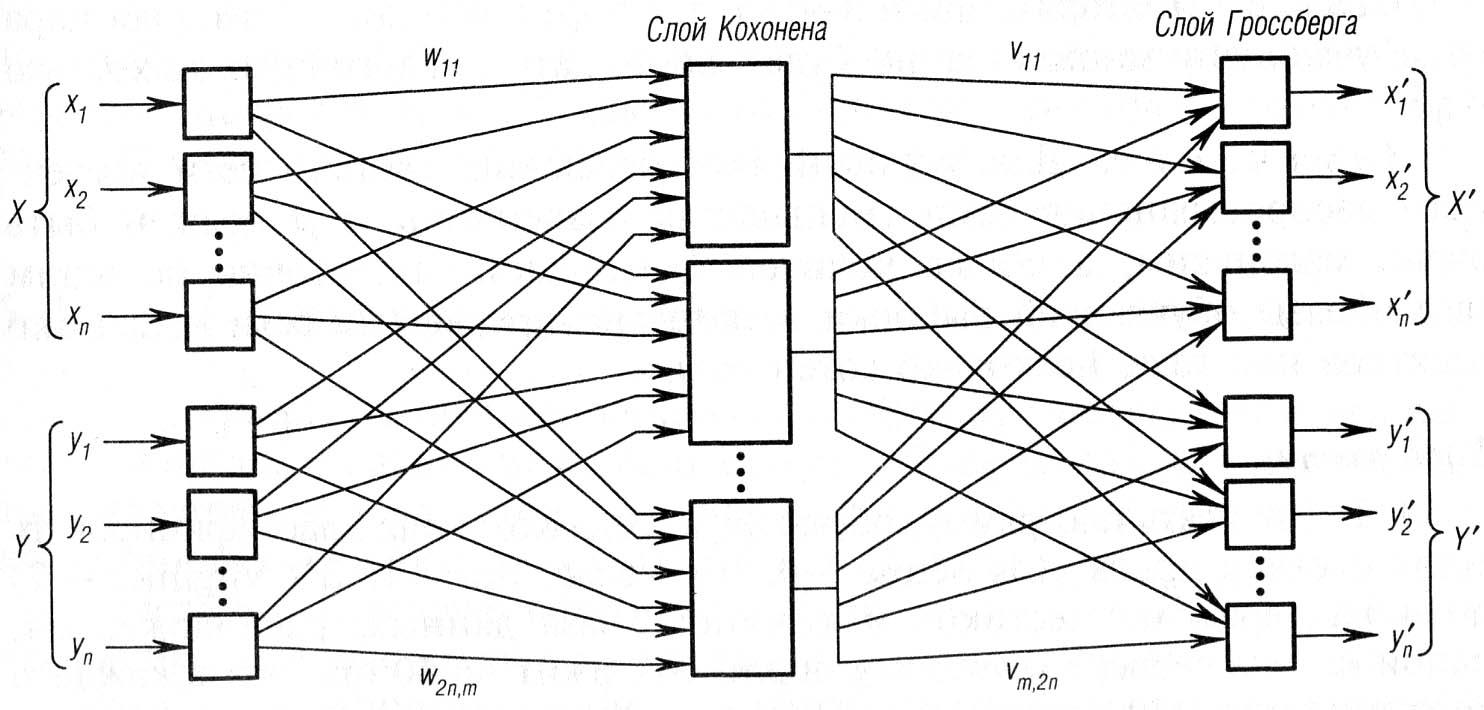 Слой Кохонена
Слой Гроссберга
w11
v11
X
x1
x2
xn
Y
y1
y2
yn
w2n,m
vm,2n
x′1
x′2
x′n
X′
y′1
y′2
y′n
Y′